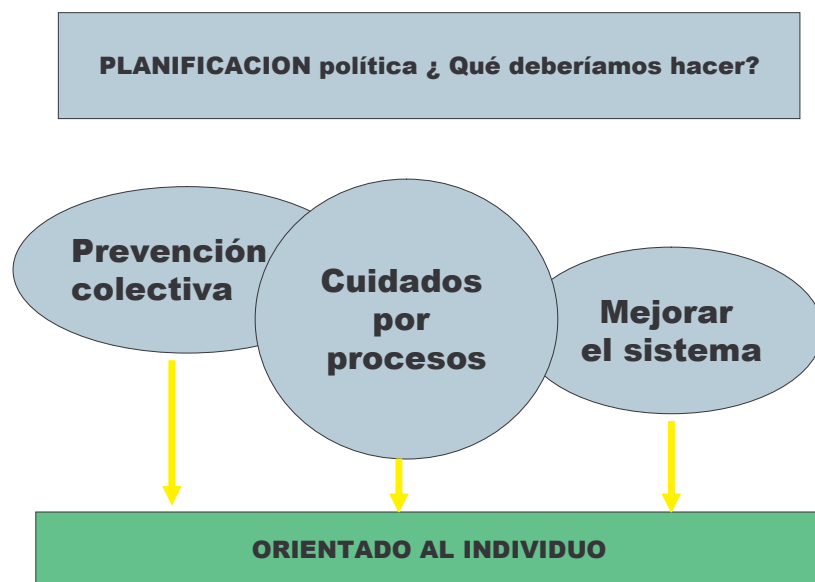 PLANIFICACION política ¿ Qué deberíamos hacer?
Prevención
colectiva
Cuidados
por
procesos
Mejorar
el sistema
ORIENTADO AL INDIVIDUO